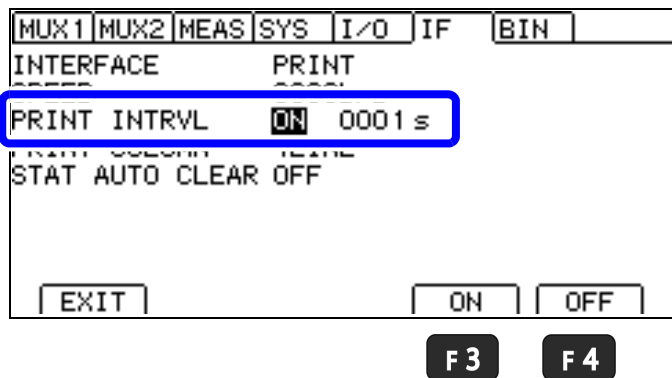 MUX1 MUX2 MEAS SYS I/O IF BIN
INTERFACE PRINT
PRINT INTRVL ON 0001 s
STAT AUTO CLEAR OFF
EXIT ON OFF
F3 F4